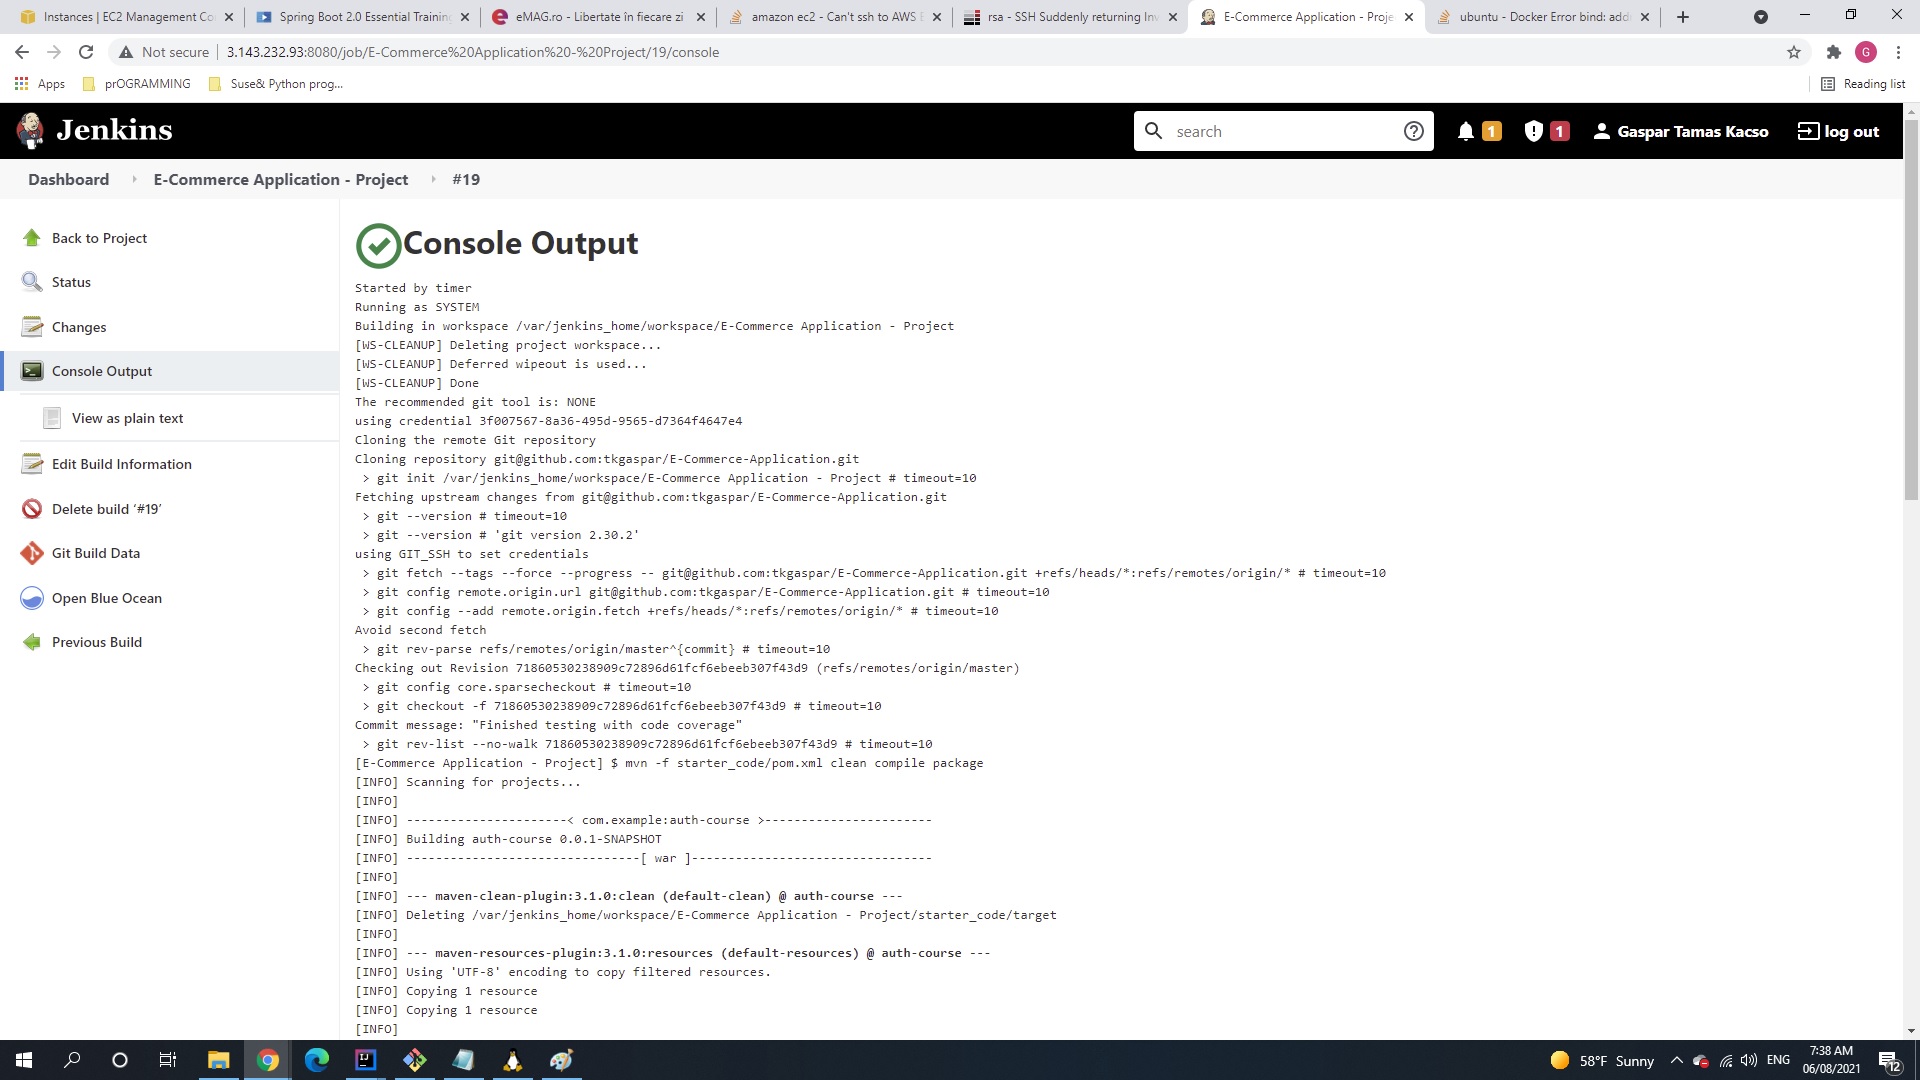 Instances | EC2 Management Co
Spring Boot 2.0 Essential Training
eMAG.ro - Libertate în fiecare zi
amazon ec2 - Can't ssh to AWS E
rsa - SSH Suddenly returning Inv
E-Commerce Application - Proje
ubuntu - Docker Error bind: add
Not secure
3.143.232.93:8080/job/E-Commerce%20Application%20-%20Project/19/console
G
Apps
prOGRAMMING
Suse& Python prog...
Reading list
Jenkins
search
1
1
Gaspar Tamas Kacso
log out
Dashboard
E-Commerce Application - Project
#19
Back to Project
Status
Changes
Console Output
View as plain text
Edit Build Information
Delete build ‘#19’
Git Build Data
Open Blue Ocean
Previous Build
Console Output
Started by timer
Running as SYSTEM
Building in workspace /var/jenkins_home/workspace/E-Commerce Application - Project
[WS-CLEANUP] Deleting project workspace...
[WS-CLEANUP] Deferred wipeout is used...
[WS-CLEANUP] Done
The recommended git tool is: NONE
using credential 3f007567-8a36-495d-9565-d7364f4647e4
Cloning the remote Git repository
Cloning repository git@github.com:tkgaspar/E-Commerce-Application.git
> git init /var/jenkins_home/workspace/E-Commerce Application - Project # timeout=10
Fetching upstream changes from git@github.com:tkgaspar/E-Commerce-Application.git
> git --version # timeout=10
> git --version # 'git version 2.30.2'
using GIT_SSH to set credentials
> git fetch --tags --force --progress -- git@github.com:tkgaspar/E-Commerce-Application.git +refs/heads/*:refs/remotes/origin/* # timeout=10
> git config remote.origin.url git@github.com:tkgaspar/E-Commerce-Application.git # timeout=10
> git config --add remote.origin.fetch +refs/heads/*:refs/remotes/origin/* # timeout=10
Avoid second fetch
> git rev-parse refs/remotes/origin/master^{commit} # timeout=10
Checking out Revision 71860530238909c72896d61fcf6ebeeb307f43d9 (refs/remotes/origin/master)
> git config core.sparsecheckout # timeout=10
> git checkout -f 71860530238909c72896d61fcf6ebeeb307f43d9 # timeout=10
Commit message: "Finished testing with code coverage"
> git rev-list --no-walk 71860530238909c72896d61fcf6ebeeb307f43d9 # timeout=10
[E-Commerce Application - Project] $ mvn -f starter_code/pom.xml clean compile package
[INFO] Scanning for projects...
[INFO]
[INFO] ----------------------< com.example:auth-course >-----------------------
[INFO] Building auth-course 0.0.1-SNAPSHOT
[INFO] --------------------------------[ war ]---------------------------------
[INFO]
[INFO] --- maven-clean-plugin:3.1.0:clean (default-clean) @ auth-course ---
[INFO] Deleting /var/jenkins_home/workspace/E-Commerce Application - Project/starter_code/target
[INFO]
[INFO] --- maven-resources-plugin:3.1.0:resources (default-resources) @ auth-course ---
[INFO] Using 'UTF-8' encoding to copy filtered resources.
[INFO] Copying 1 resource
[INFO] Copying 1 resource
[INFO]
58°F Sunny
ENG
7:38 AM
06/08/2021
12